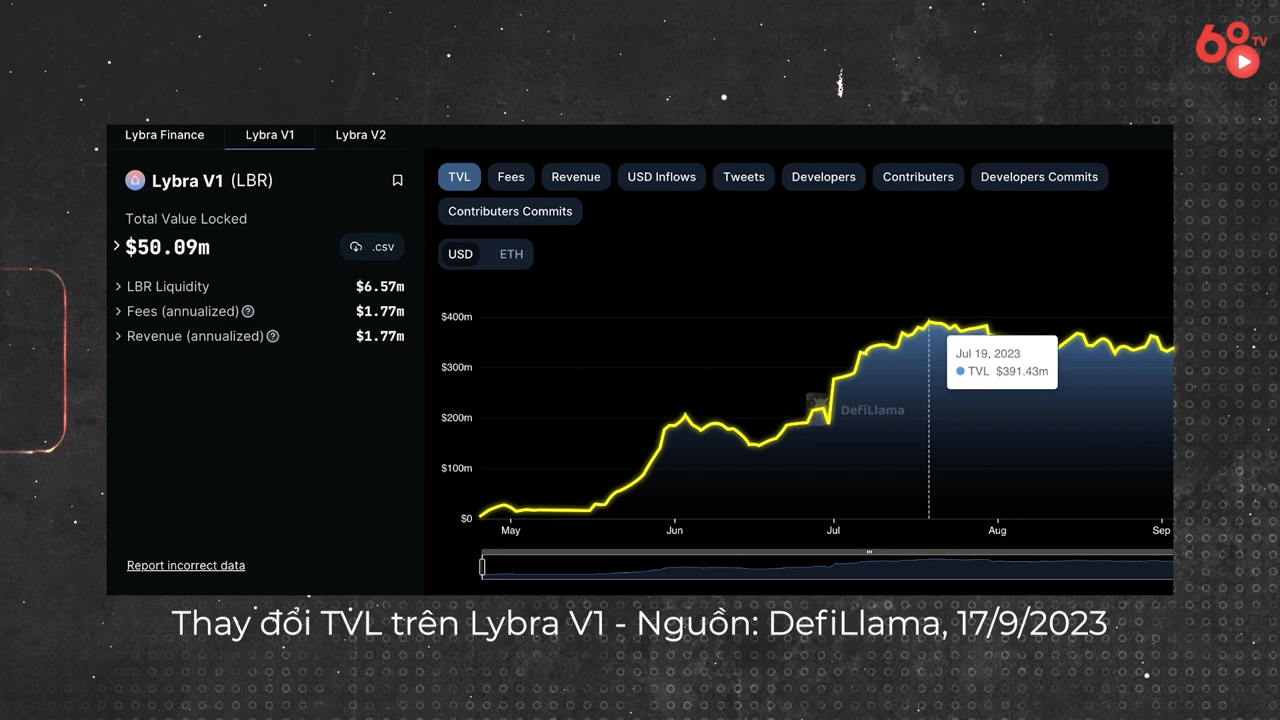 68 TV
Lybra Finance
Lybra V1
Lybra V2
Lybra V1 (LBR)
Total Value Locked
$50.09m
.csv
LBR Liquidity $6.57m
Fees (annualized) ? $1.77m
Revenue (annualized) ? $1.77m
Report incorrect data
TVL
Fees
Revenue
USD Inflows
Tweets
Developers
Contributers
Developers Commits
Contributers Commits
USD
ETH
$400m
$300m
$200m
$100m
$0
Jul 19, 2023
TVL $391.43m
DefiLlama
May
Jun
Jul
Aug
Sep
Thay đổi TVL trên Lybra V1 - Nguồn: DefiLlama, 17/9/2023